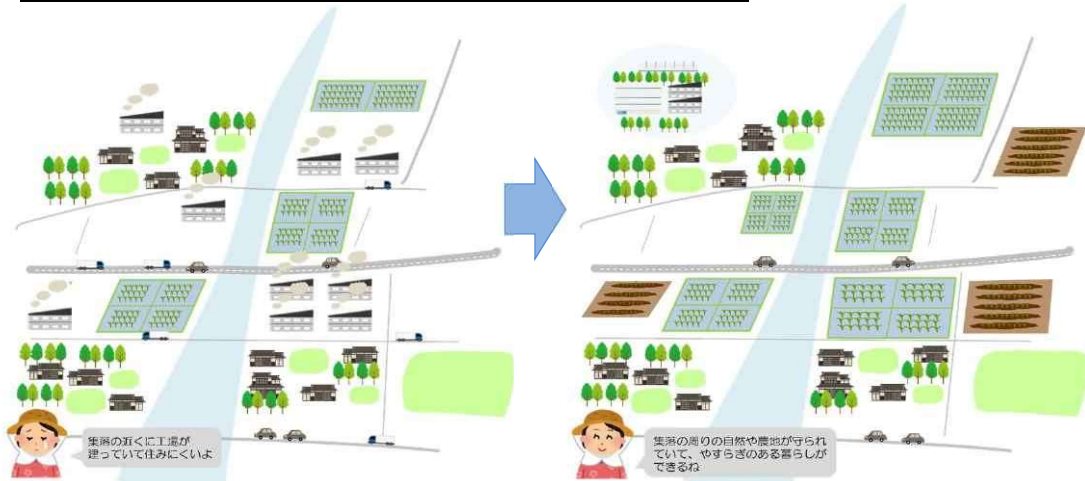 集落の近くに工場が
建っていて住みにくいよ
集落の周りの自然や農地が守られ
ていて、やすらぎのある暮らしが
できるね